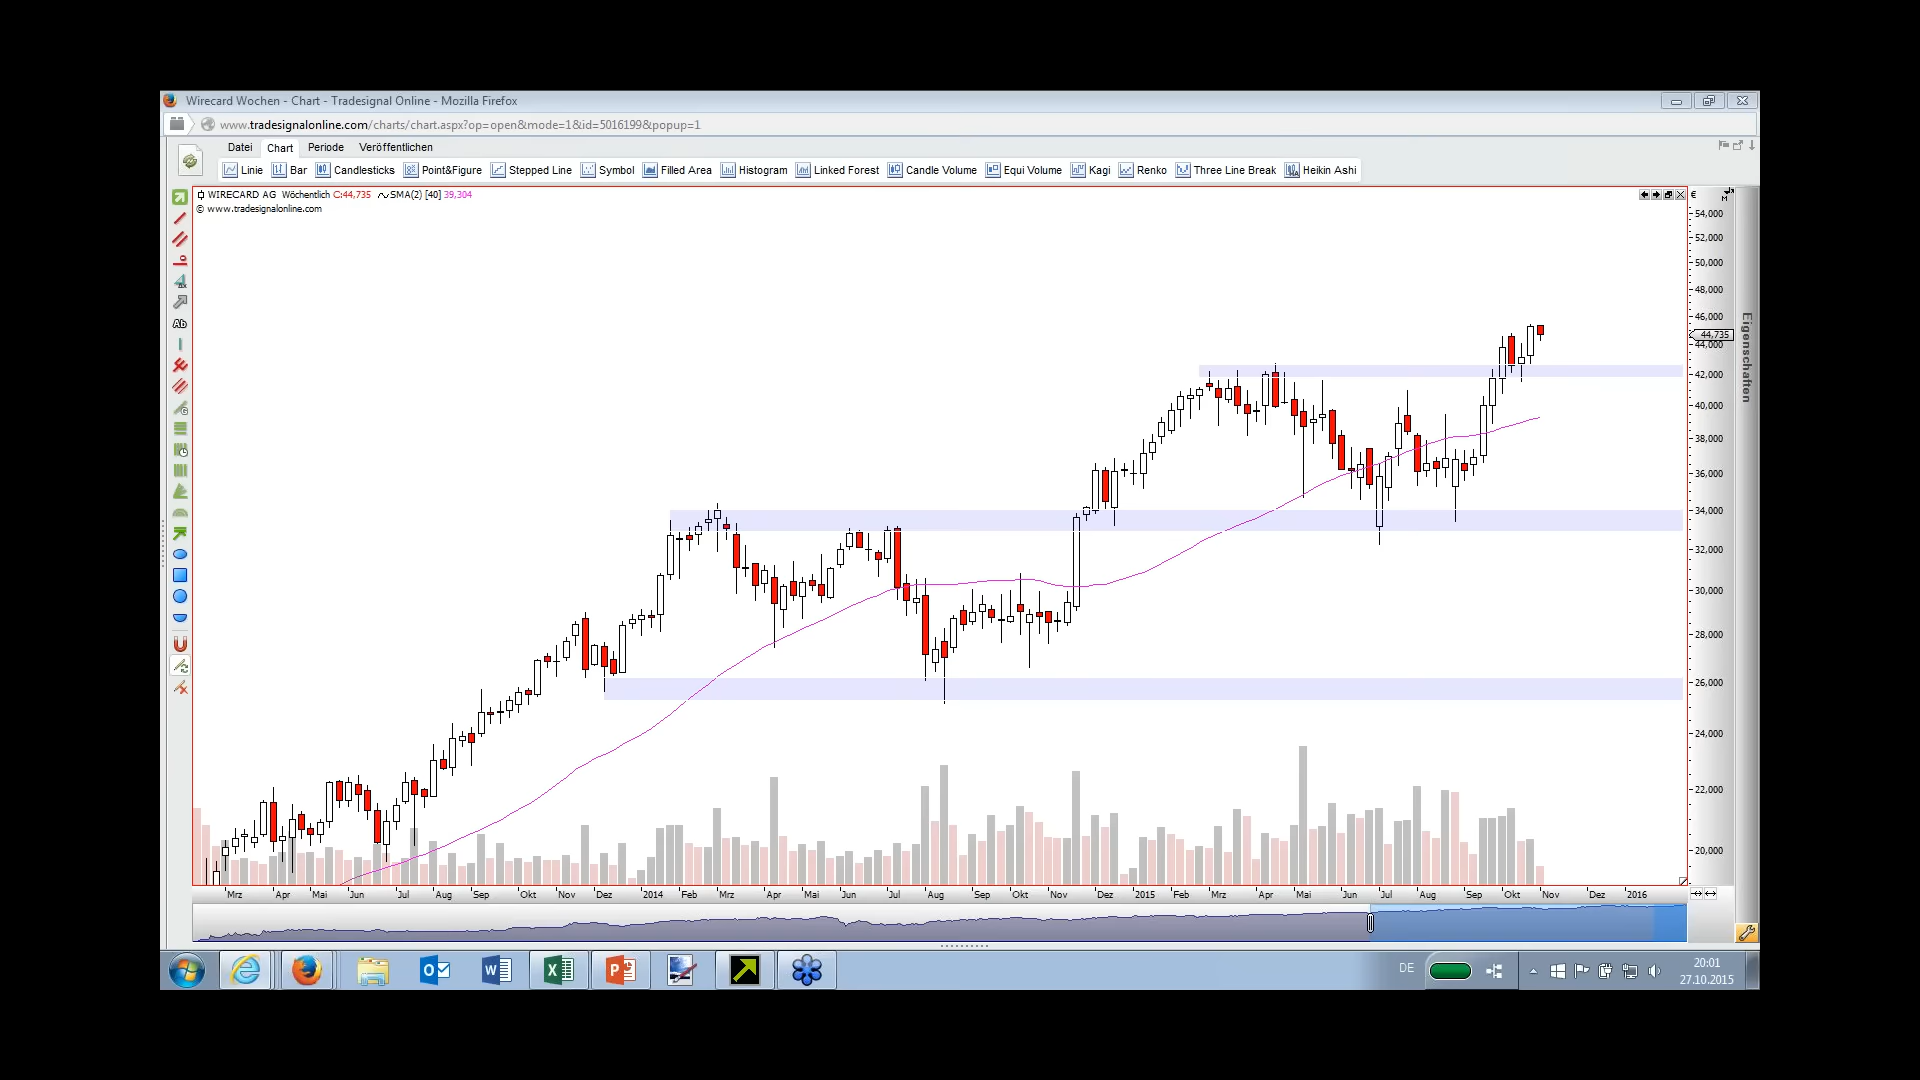 Wirecard Wochen - Chart - Tradesignal Online - Mozilla Firefox
www.tradesignalonline.com/charts/chart.aspx?op=open&mode=1&id=5016199&popup=1
Datei Chart Periode Veröffentlichen
Linie Bar Candlesticks Point&Figure Stepped Line Symbol Filled Area Histogram Linked Forest Candle Volume Equi Volume Kagi Renko Three Line Break Heikin Ashi
WIRECARD AG Wöchentlich C:44,735 SMA(2) [40] 39,304
© www.tradesignalonline.com
€
54,000
52,000
50,000
48,000
46,000
44,735
44,000
42,000
40,000
38,000
36,000
34,000
32,000
30,000
28,000
26,000
24,000
22,000
20,000
Eigenschaften
Ab
Mrz Apr Mai Jun Jul Aug Sep Okt Nov Dez 2014 Feb Mrz Apr Mai Jun Jul Aug Sep Okt Nov Dez 2015 Feb Mrz Apr Mai Jun Jul Aug Sep Okt Nov Dez 2016
DE
20:01
27.10.2015